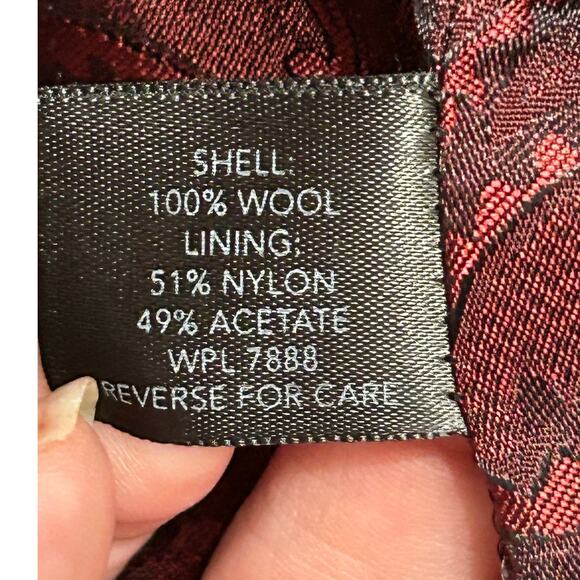 SHELL:
100% WOOL
LINING:
51% NYLON
49% ACETATE
WPL 7888
REVERSE FOR CARE